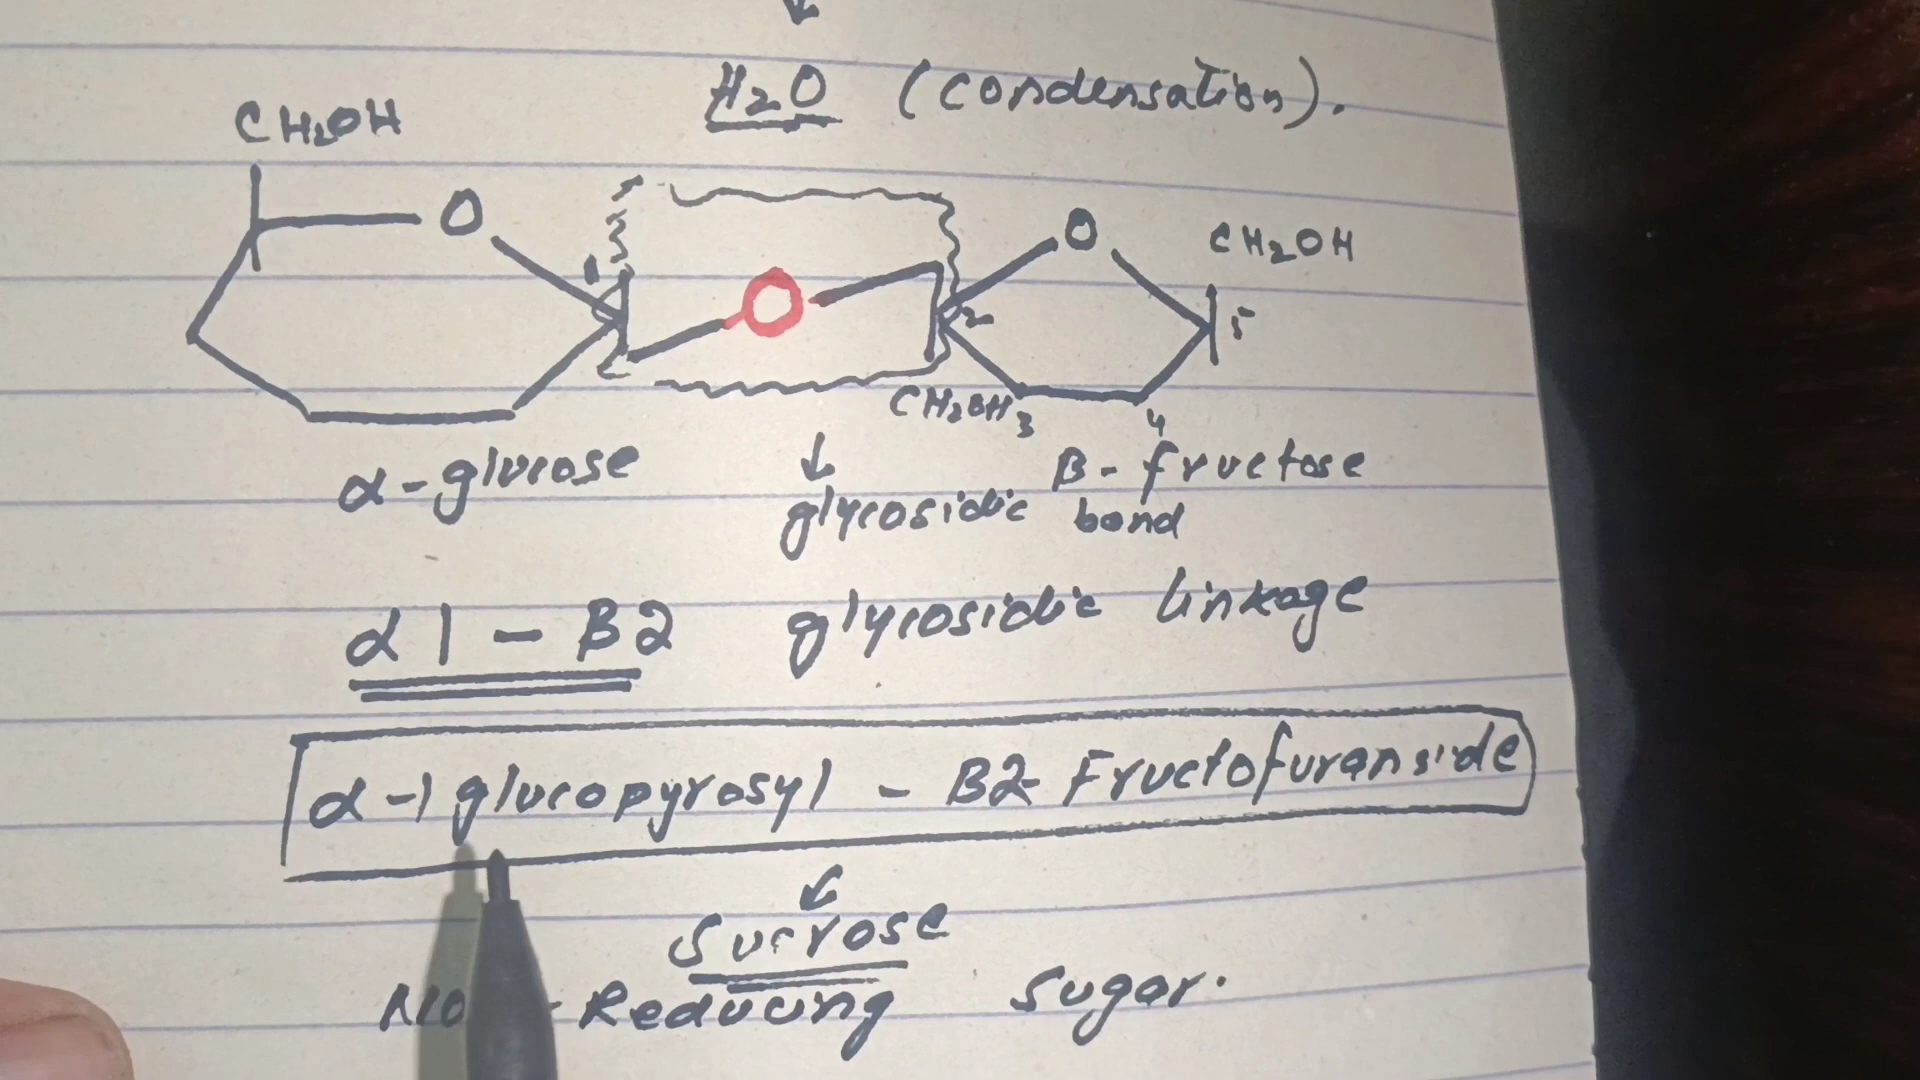 H2O (condensation).
CH2OH
O
O
CH2OH
1
O
2
5
CH2OH
3
4
α-glucose
β-fructose
glycosidic bond
α1-β2 glycosidic linkage
α-1 glucopyrosyl - β2-Fructofuranside
Sucrose
-Reducing Sugar.